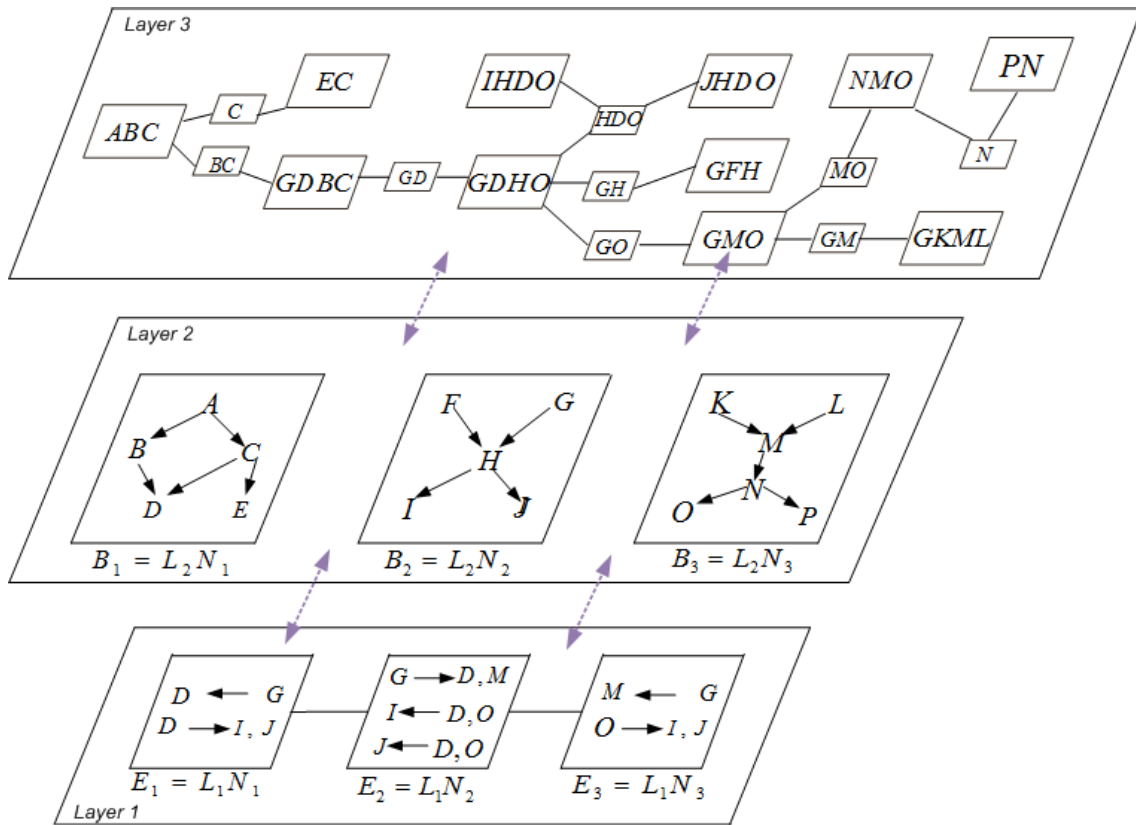 Layer 3
EC
IHDO
JHDO
NMO
PN
C
HDO
ABC
BC
GDBC
GD
GDHO
GH
GFH
MO
N
GO
GMO
GM
GKML
Layer 2
A
B
C
D
E
B1 = L2N1
F
G
H
I
J
B2 = L2N2
K
L
M
N
O
P
B3 = L2N3
D G
D I, J
E1 = L1N1
G D, M
I D, O
J D, O
E2 = L1N2
M G
O I, J
E3 = L1N3
Layer 1